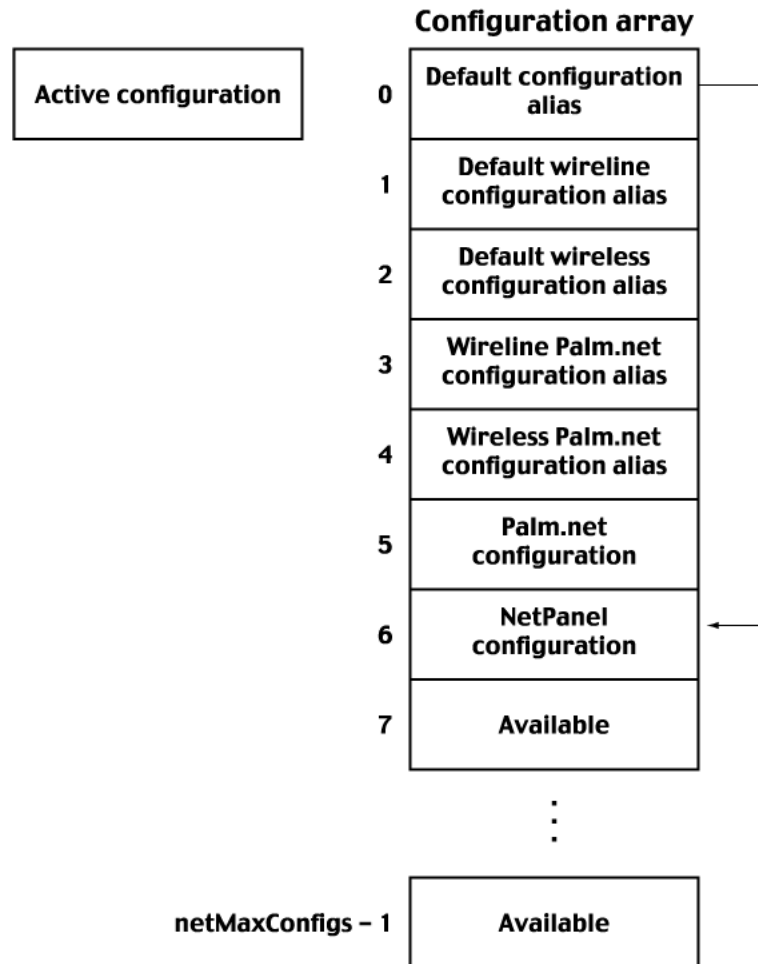 Configuration array
Active configuration
0
Default configuration
alias
1
Default wireline
configuration alias
2
Default wireless
configuration alias
3
Wireline Palm.net
configuration alias
4
Wireless Palm.net
configuration alias
5
Palm.net
configuration
6
NetPanel
configuration
7
Available
netMaxConfigs – 1
Available